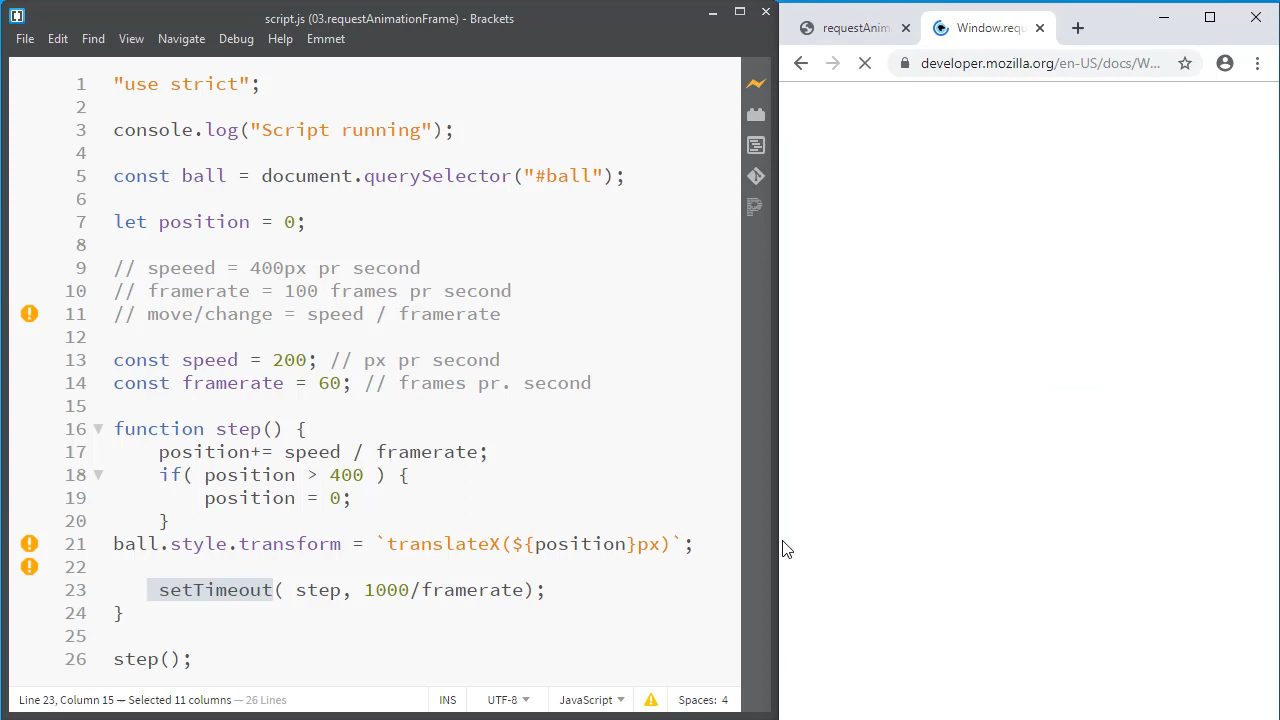 script.js (03.requestAnimationFrame) - Brackets
File Edit Find View Navigate Debug Help Emmet
1 "use strict";
2
3 console.log("Script running");
4
5 const ball = document.querySelector("#ball");
6
7 let position = 0;
8
9 // speeed = 400px pr second
10 // framerate = 100 frames pr second
11 // move/change = speed / framerate
12
13 const speed = 200; // px pr second
14 const framerate = 60; // frames pr. second
15
16 function step() {
17 position+= speed / framerate;
18 if( position > 400 ) {
19 position = 0;
20 }
21 ball.style.transform = `translateX(${position}px)`;
22
23 setTimeout( step, 1000/framerate);
24 }
25
26 step();
Line 23, Column 15 — Selected 11 columns — 26 Lines
INS UTF-8 JavaScript Spaces: 4
requestAnim Window.requ
developer.mozilla.org/en-US/docs/W...